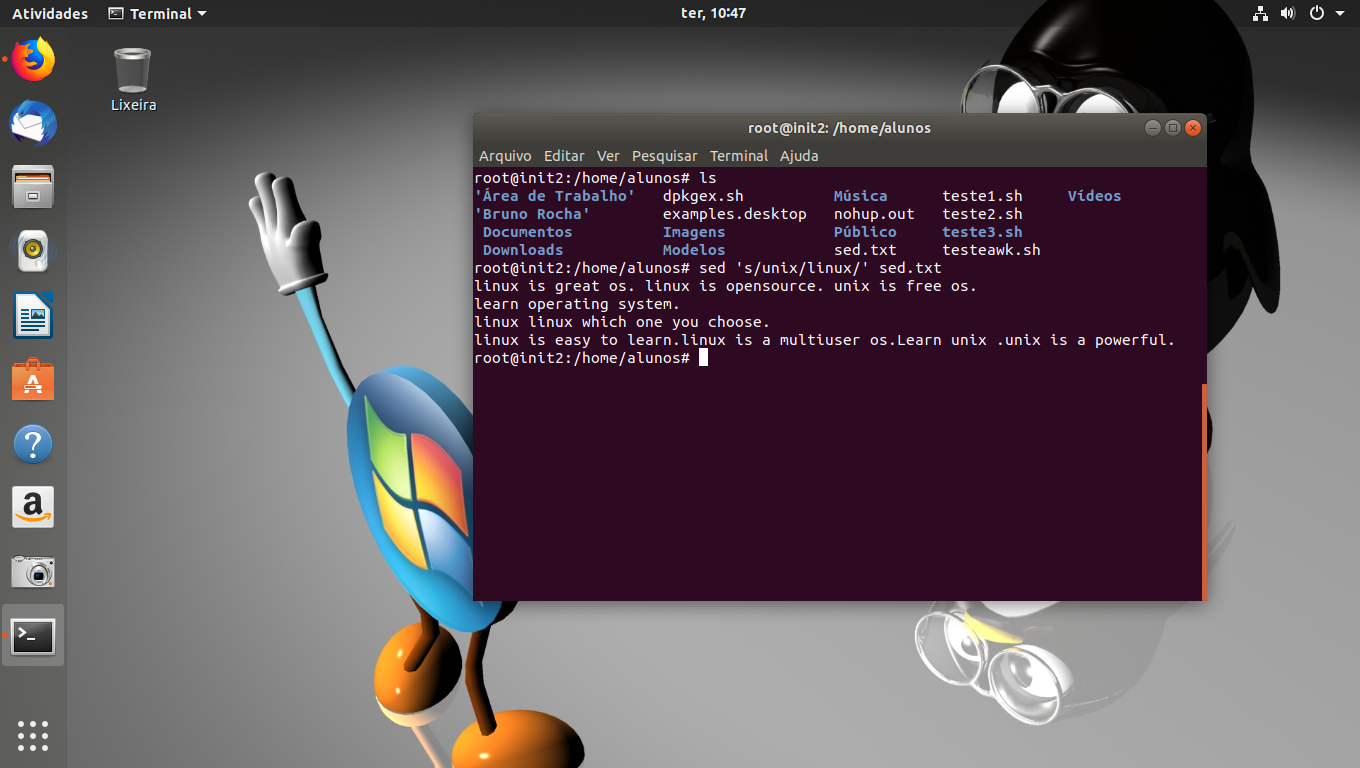 Atividades Terminal ter, 10:47
Lixeira
root@init2: /home/alunos
Arquivo Editar Ver Pesquisar Terminal Ajuda
root@init2:/home/alunos# ls
'Área de Trabalho' dpkgex.sh Música teste1.sh Vídeos
'Bruno Rocha' examples.desktop nohup.out teste2.sh
Documentos Imagens Público teste3.sh
Downloads Modelos sed.txt testeawk.sh
root@init2:/home/alunos# sed 's/unix/linux/' sed.txt
linux is great os. linux is opensource. unix is free os.
learn operating system.
linux linux which one you choose.
linux is easy to learn.linux is a multiuser os.Learn unix .unix is a powerful.
root@init2:/home/alunos#